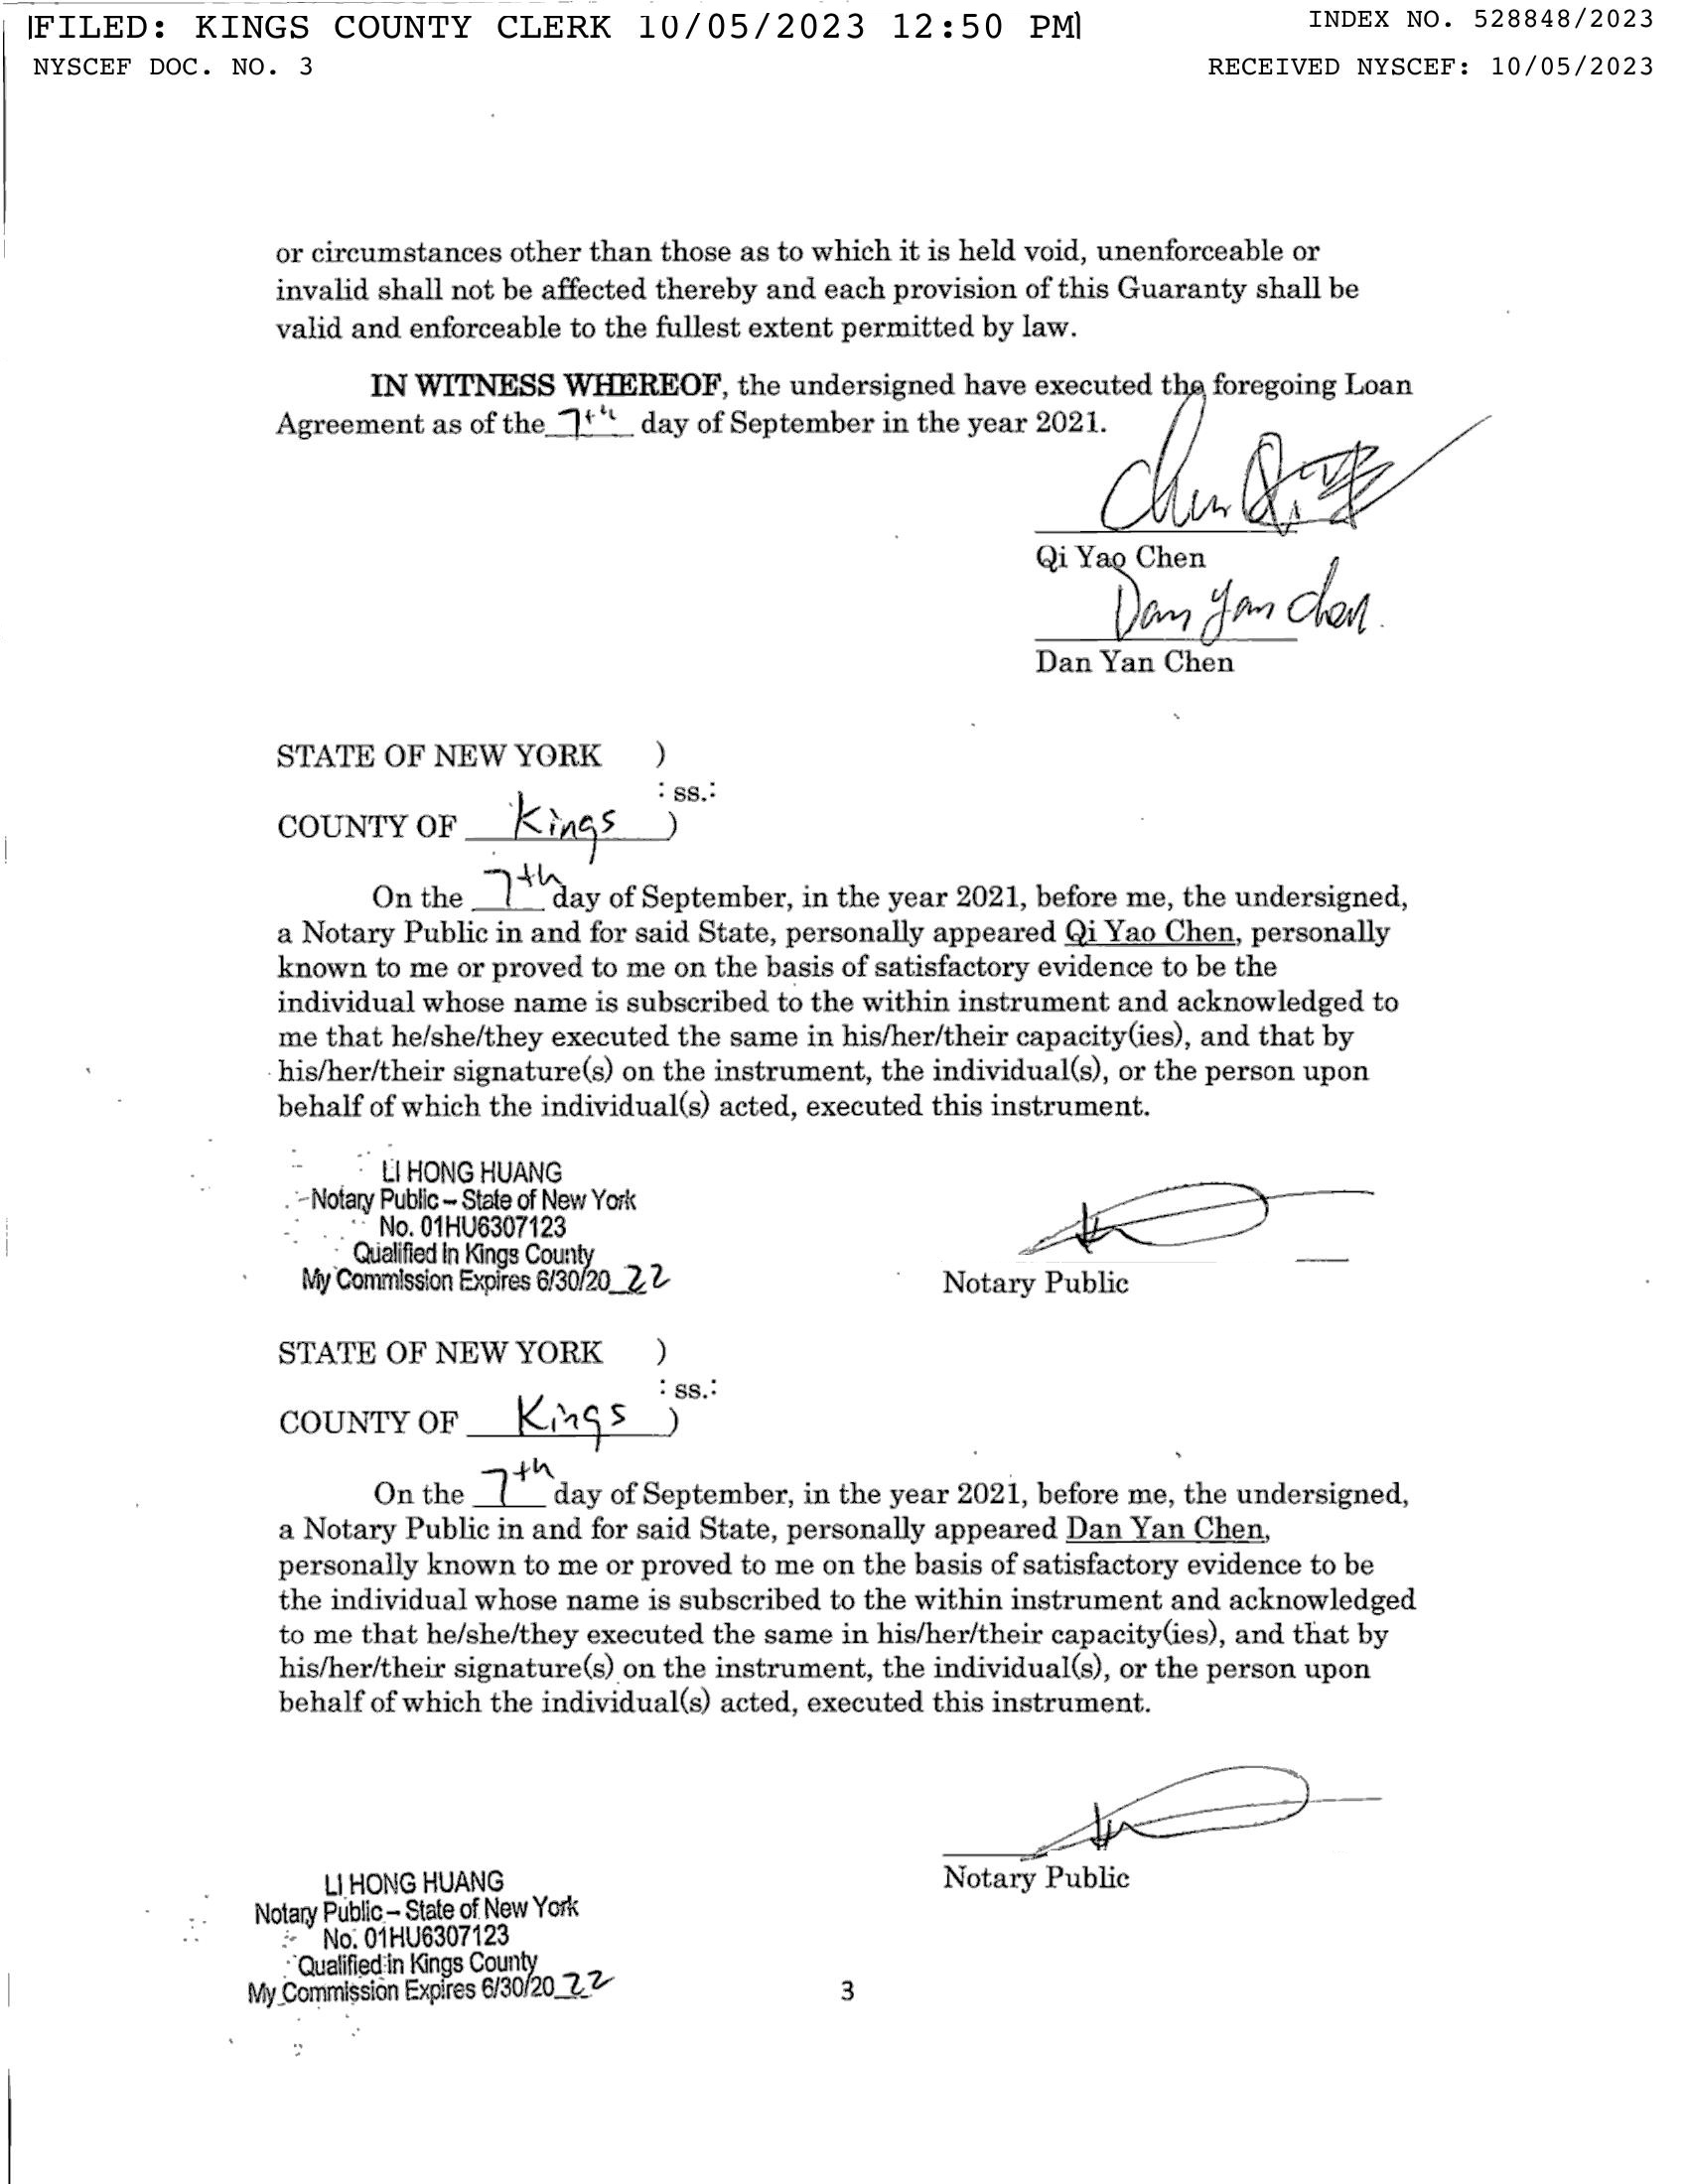 FILED: KINGS COUNTY CLERK 10/05/2023 12:50 PM
INDEX NO. 528848/2023
NYSCEF DOC. NO. 3
RECEIVED NYSCEF: 10/05/2023
or circumstances other than those as to which it is held void, unenforceable or
invalid shall not be affected thereby and each provision of this Guaranty shall be
valid and enforceable to the fullest extent permitted by law.
IN WITNESS WHEREOF, the undersigned have executed the foregoing Loan
Agreement as of the 7th day of September in the year 2021.
Chen
Qi Yao Chen
Dan Yan Chen
Dan Yan Chen
STATE OF NEW YORK )
: ss.:
COUNTY OF Kings )
On the 7th day of September, in the year 2021, before me, the undersigned,
a Notary Public in and for said State, personally appeared Qi Yao Chen, personally
known to me or proved to me on the basis of satisfactory evidence to be the
individual whose name is subscribed to the within instrument and acknowledged to
me that he/she/they executed the same in his/her/their capacity(ies), and that by
his/her/their signature(s) on the instrument, the individual(s), or the person upon
behalf of which the individual(s) acted, executed this instrument.
LI HONG HUANG
Notary Public – State of New York
No. 01HU6307123
Qualified in Kings County
My Commission Expires 6/30/20 22
Notary Public
STATE OF NEW YORK )
: ss.:
COUNTY OF Kings )
On the 7th day of September, in the year 2021, before me, the undersigned,
a Notary Public in and for said State, personally appeared Dan Yan Chen,
personally known to me or proved to me on the basis of satisfactory evidence to be
the individual whose name is subscribed to the within instrument and acknowledged
to me that he/she/they executed the same in his/her/their capacity(ies), and that by
his/her/their signature(s) on the instrument, the individual(s), or the person upon
behalf of which the individual(s) acted, executed this instrument.
Notary Public
LI HONG HUANG
Notary Public – State of New York
No. 01HU6307123
Qualified in Kings County
My Commission Expires 6/30/20 22
3